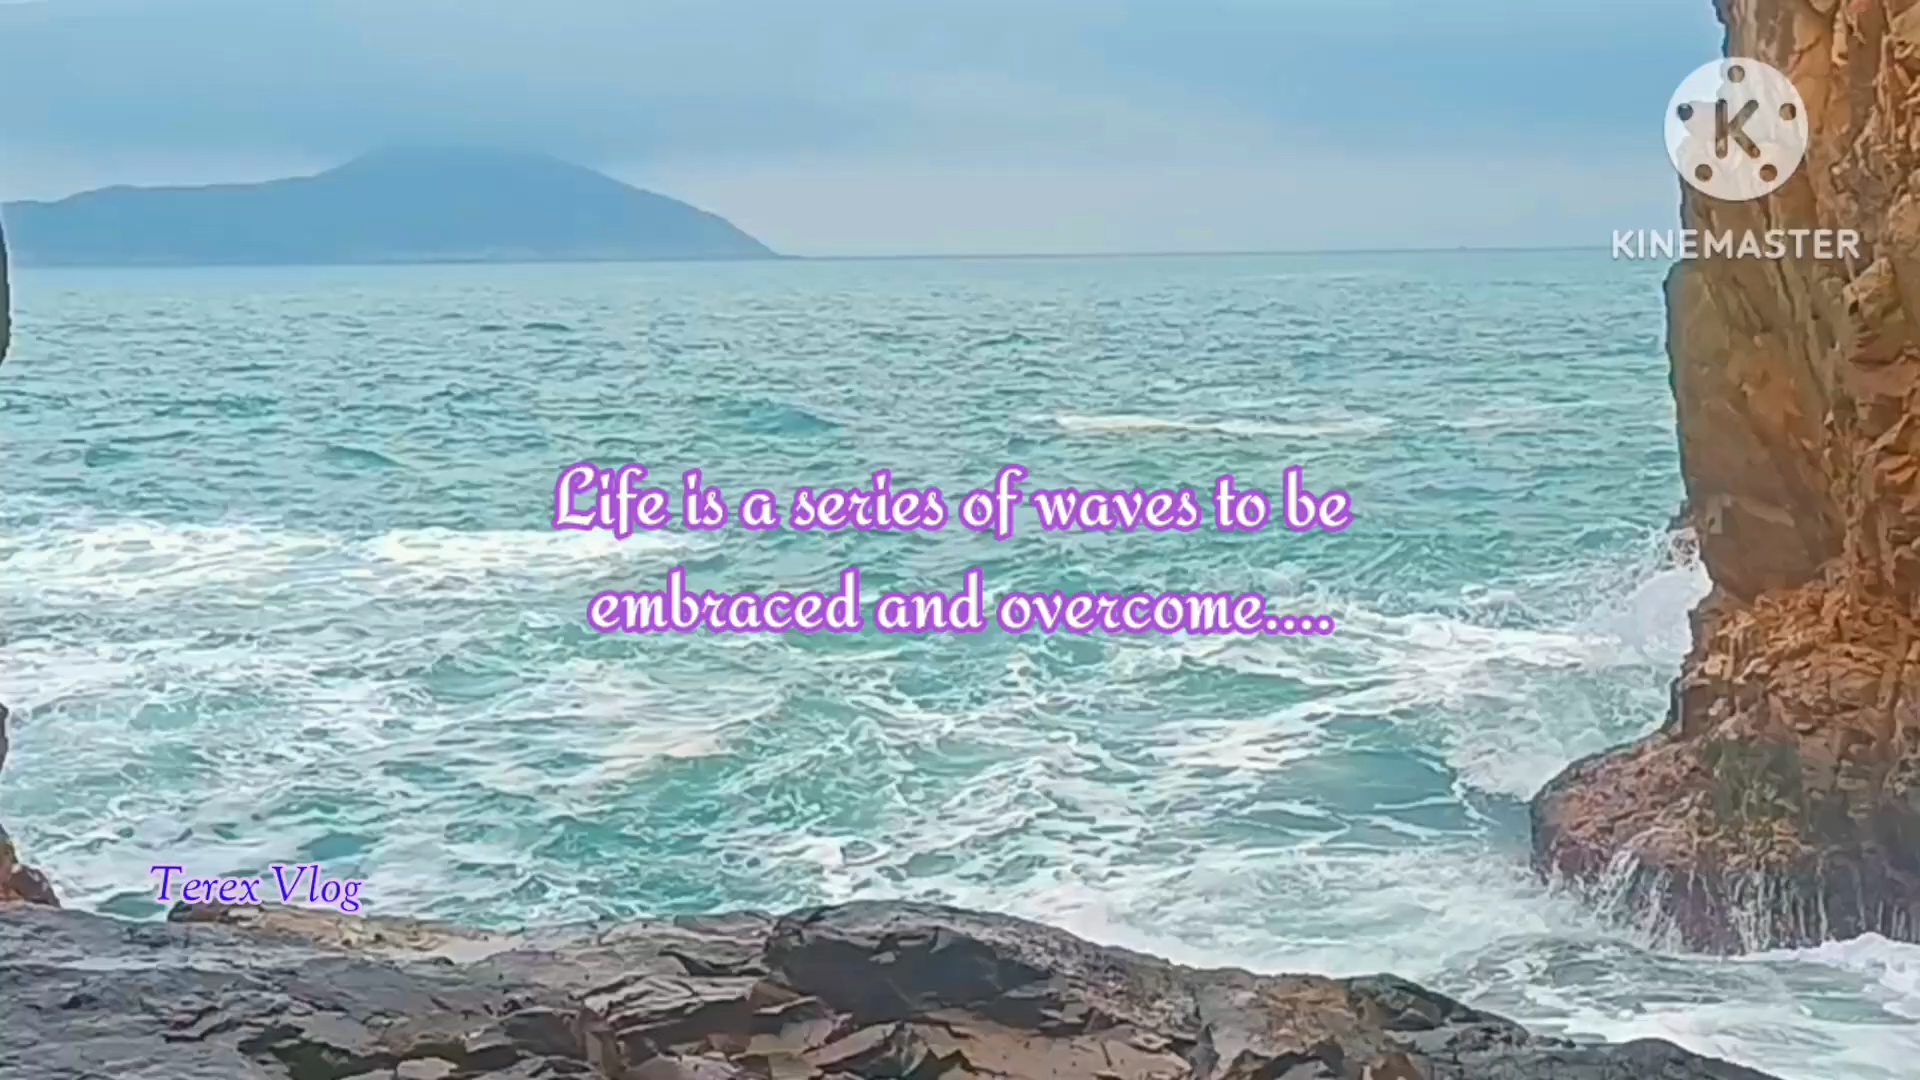 K
KINEMASTER
Life is a series of waves to be
embraced and overcome....
Terex Vlog